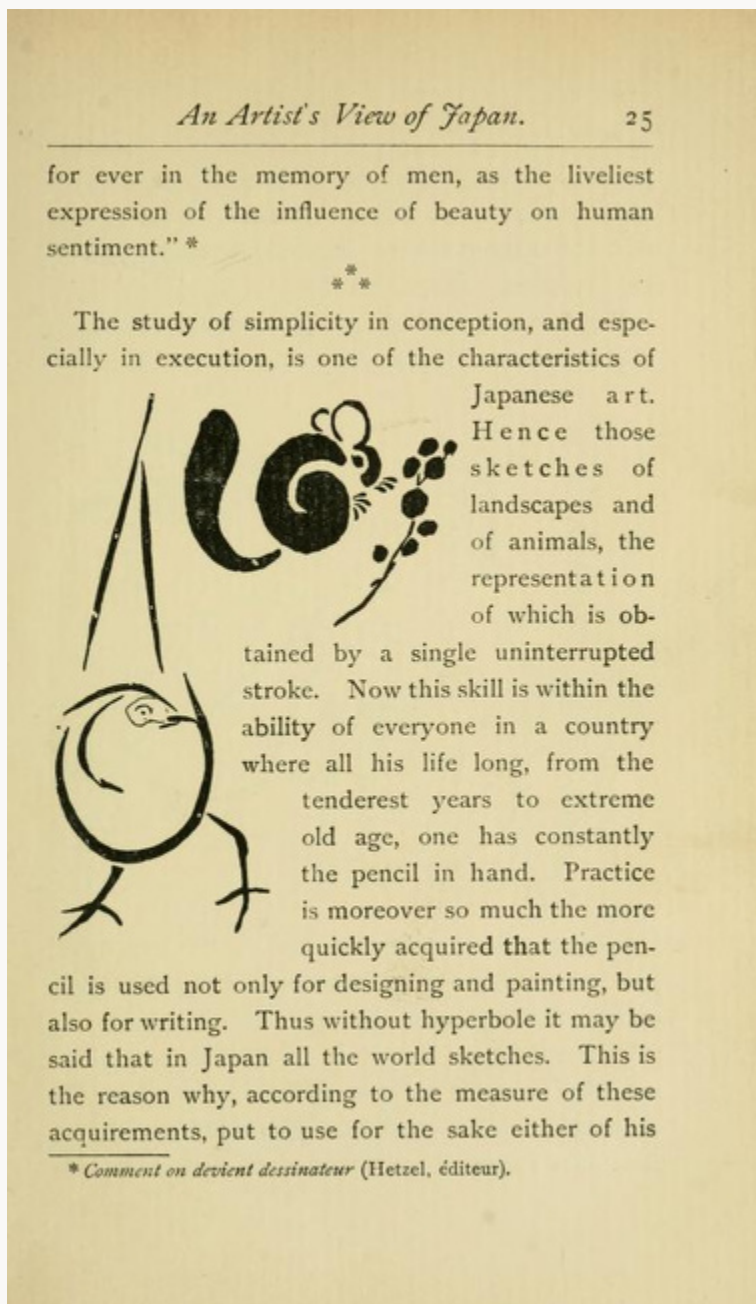 An Artist's View of Japan. 25
for ever in the memory of men, as the liveliest
expression of the influence of beauty on human
sentiment." *
* * *
The study of simplicity in conception, and espe-
cially in execution, is one of the characteristics of
Japanese art.
Hence those
sketches of
landscapes and
of animals, the
representation
of which is ob-
tained by a single uninterrupted
stroke. Now this skill is within the
ability of everyone in a country
where all his life long, from the
tenderest years to extreme
old age, one has constantly
the pencil in hand. Practice
is moreover so much the more
quickly acquired that the pen-
cil is used not only for designing and painting, but
also for writing. Thus without hyperbole it may be
said that in Japan all the world sketches. This is
the reason why, according to the measure of these
acquirements, put to use for the sake either of his
* Comment on devient dessinateur (Hetzel, éditeur).